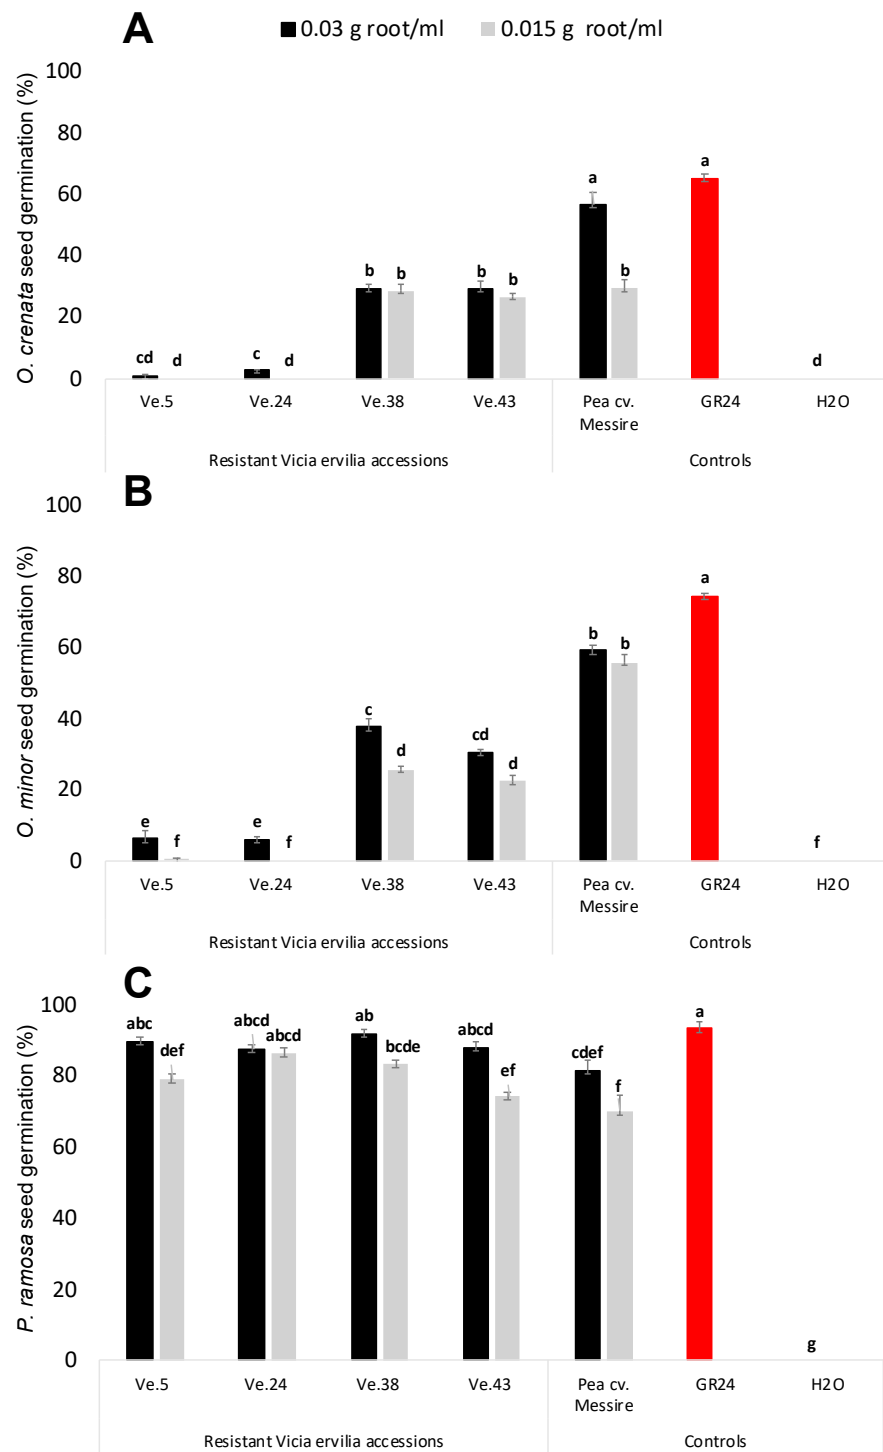 A
0.03 g root/ml 0.015 g root/ml
O. crenata seed germination (%)
100
80
60
40
20
0
cd d c d b b b b a b a d
Ve.5 Ve.24 Ve.38 Ve.43 Pea cv. Messire GR24 H2O
Resistant Vicia ervilia accessions Controls
B
O. minor seed germination (%)
100
80
60
40
20
0
e f e f c d cd d b b a f
Ve.5 Ve.24 Ve.38 Ve.43 Pea cv. Messire GR24 H2O
Resistant Vicia ervilia accessions Controls
C
P. ramosa seed germination (%)
100
80
60
40
20
0
abc def abcd abcd ab bcde abcd ef cdef f a g
Ve.5 Ve.24 Ve.38 Ve.43 Pea cv. Messire GR24 H2O
Resistant Vicia ervilia accessions Controls